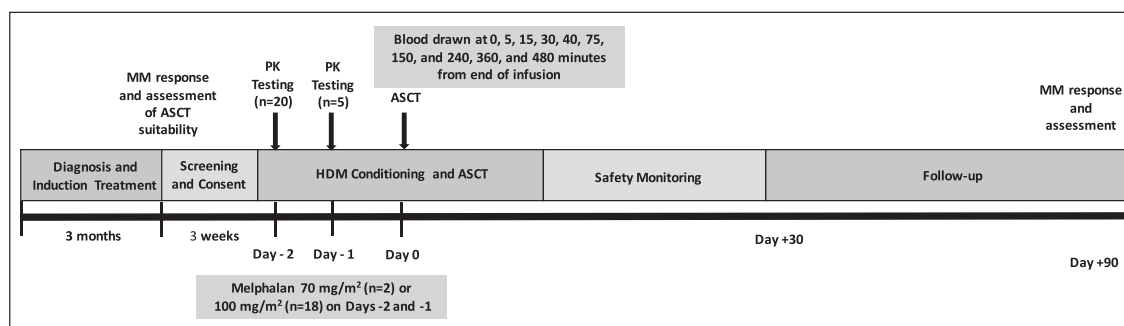 Blood drawn at 0, 5, 15, 30, 40, 75,
150, and 240, 360, and 480 minutes
from end of infusion
MM response
and assessment
of ASCT
suitability
PK
Testing
(n=20)
PK
Testing
(n=5)
ASCT
MM response
and
assessment
Diagnosis and
Induction Treatment
Screening
and Consent
HDM Conditioning and ASCT
Safety Monitoring
Follow-up
3 months
3 weeks
Day - 2
Day - 1
Day 0
Day +30
Day +90
Melphalan 70 mg/m² (n=2) or
100 mg/m² (n=18) on Days -2 and -1